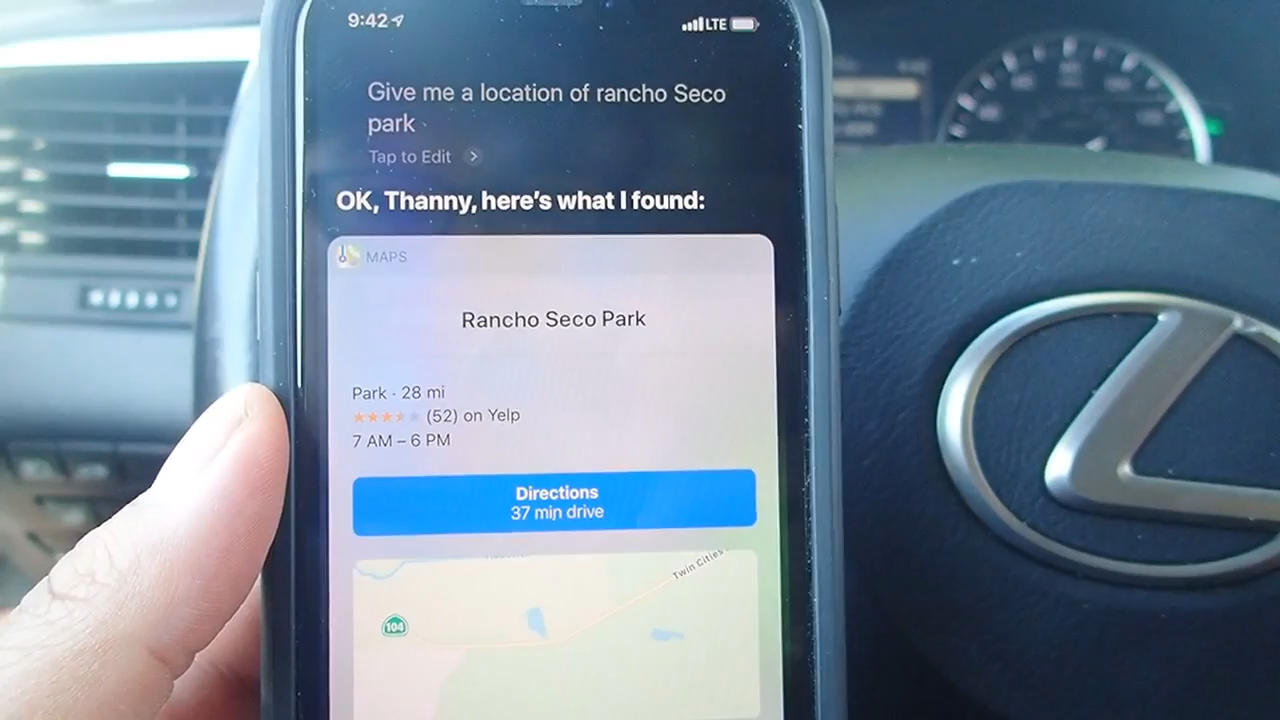 9:42
LTE
Give me a location of rancho Seco
park
Tap to Edit
OK, Thanny, here's what I found:
MAPS
Rancho Seco Park
Park · 28 mi
(52) on Yelp
7 AM – 6 PM
Directions
37 min drive
Twin Cities
104